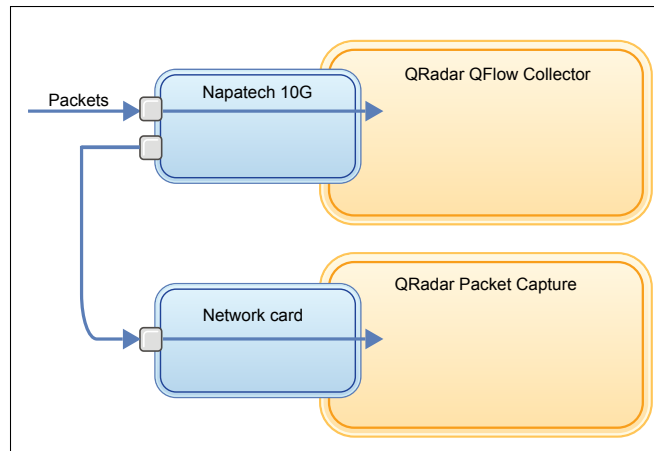 Packets
Napatech 10G
QRadar QFlow Collector
Network card
QRadar Packet Capture